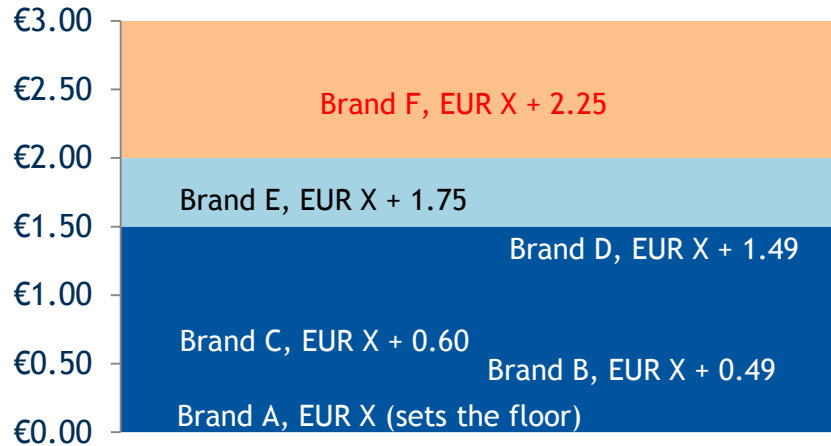 €3.00
€2.50
Brand F, EUR X + 2.25
€2.00
Brand E, EUR X + 1.75
€1.50
Brand D, EUR X + 1.49
€1.00
Brand C, EUR X + 0.60
€0.50
Brand B, EUR X + 0.49
Brand A, EUR X (sets the floor)
€0.00